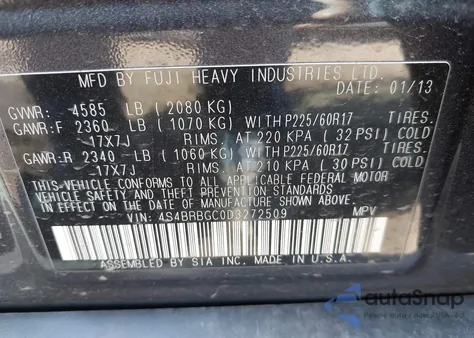 MFD BY FUJI HEAVY INDUSTRIES LTD.
DATE: 01/13
GVWR: 4585 LB (2080 KG)
GAWR:F 2360 LB (1070 KG) WITH P225/60R17 TIRES.
17X7J RIMS. AT 220 KPA (32 PSI) COLD
GAWR:R 2340 LB (1060 KG) WITH P225/60R17 TIRES.
17X7J RIMS. AT 210 KPA (30 PSI) COLD
THIS VEHICLE CONFORMS TO ALL APPLICABLE FEDERAL MOTOR
VEHICLE SAFETY AND BUMPER STANDARDS IN EFFECT ON THE DATE
OF MANUFACTURE SHOWN ABOVE.
VIN: 4S4BRBGC0D3272509 MPV
ASSEMBLED BY SIA INC. IN U.S.A.
autoSnap